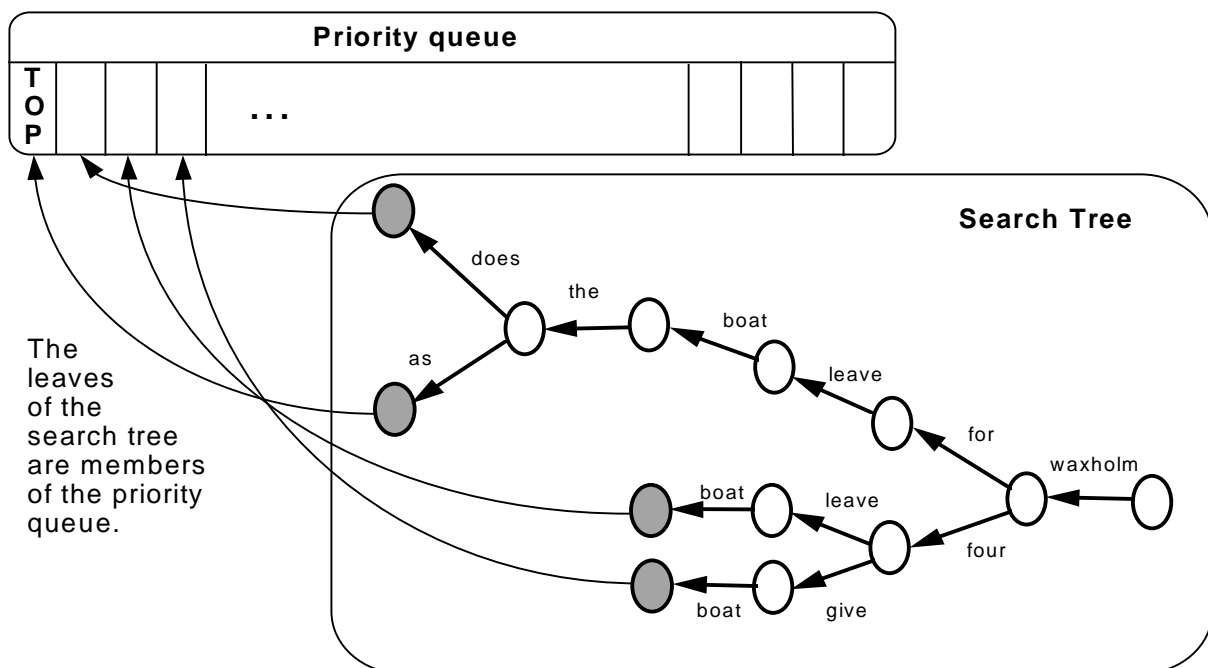 Priority queue
T
O
P
...
Search Tree
does
the
boat
as
leave
for
waxholm
boat
leave
four
boat
give
The
leaves
of the
search tree
are members
of the priority
queue.